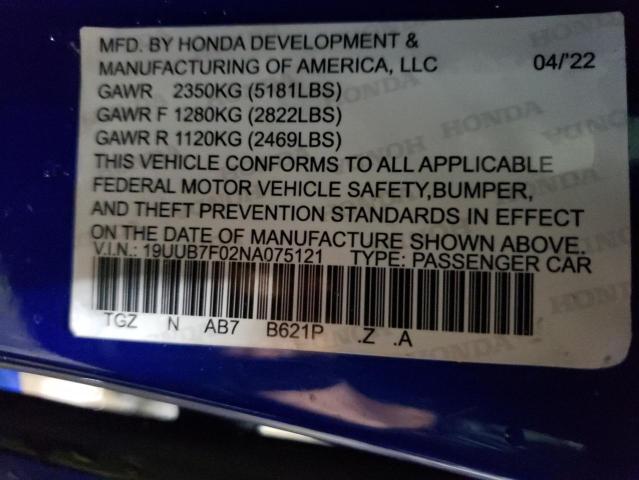 MFD. BY HONDA DEVELOPMENT &
MANUFACTURING OF AMERICA, LLC 04/'22
GAWR 2350KG (5181LBS)
GAWR F 1280KG (2822LBS)
GAWR R 1120KG (2469LBS)
THIS VEHICLE CONFORMS TO ALL APPLICABLE
FEDERAL MOTOR VEHICLE SAFETY,BUMPER,
AND THEFT PREVENTION STANDARDS IN EFFECT
ON THE DATE OF MANUFACTURE SHOWN ABOVE.
V.I.N.: 19UUB7F02NA075121 TYPE: PASSENGER CAR
TGZ N AB7 B621P .Z .A